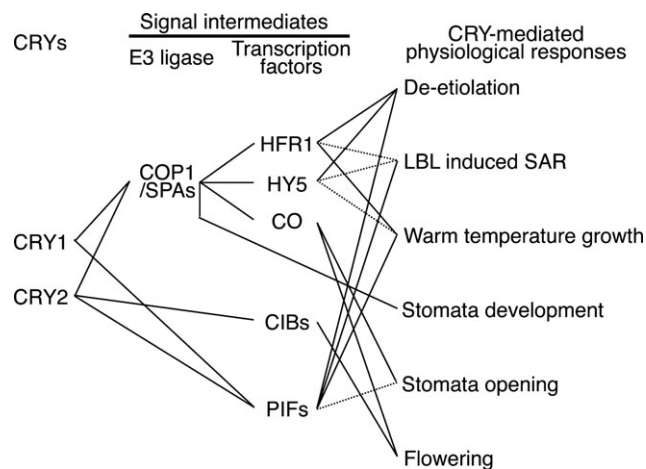 CRYs
Signal intermediates
E3 ligase
Transcription
factors
CRY-mediated
physiological responses
De-etiolation
HFR1
COP1
/SPAs
LBL induced SAR
HY5
CO
Warm temperature growth
CRY1
CRY2
Stomata development
CIBs
Stomata opening
PIFs
Flowering